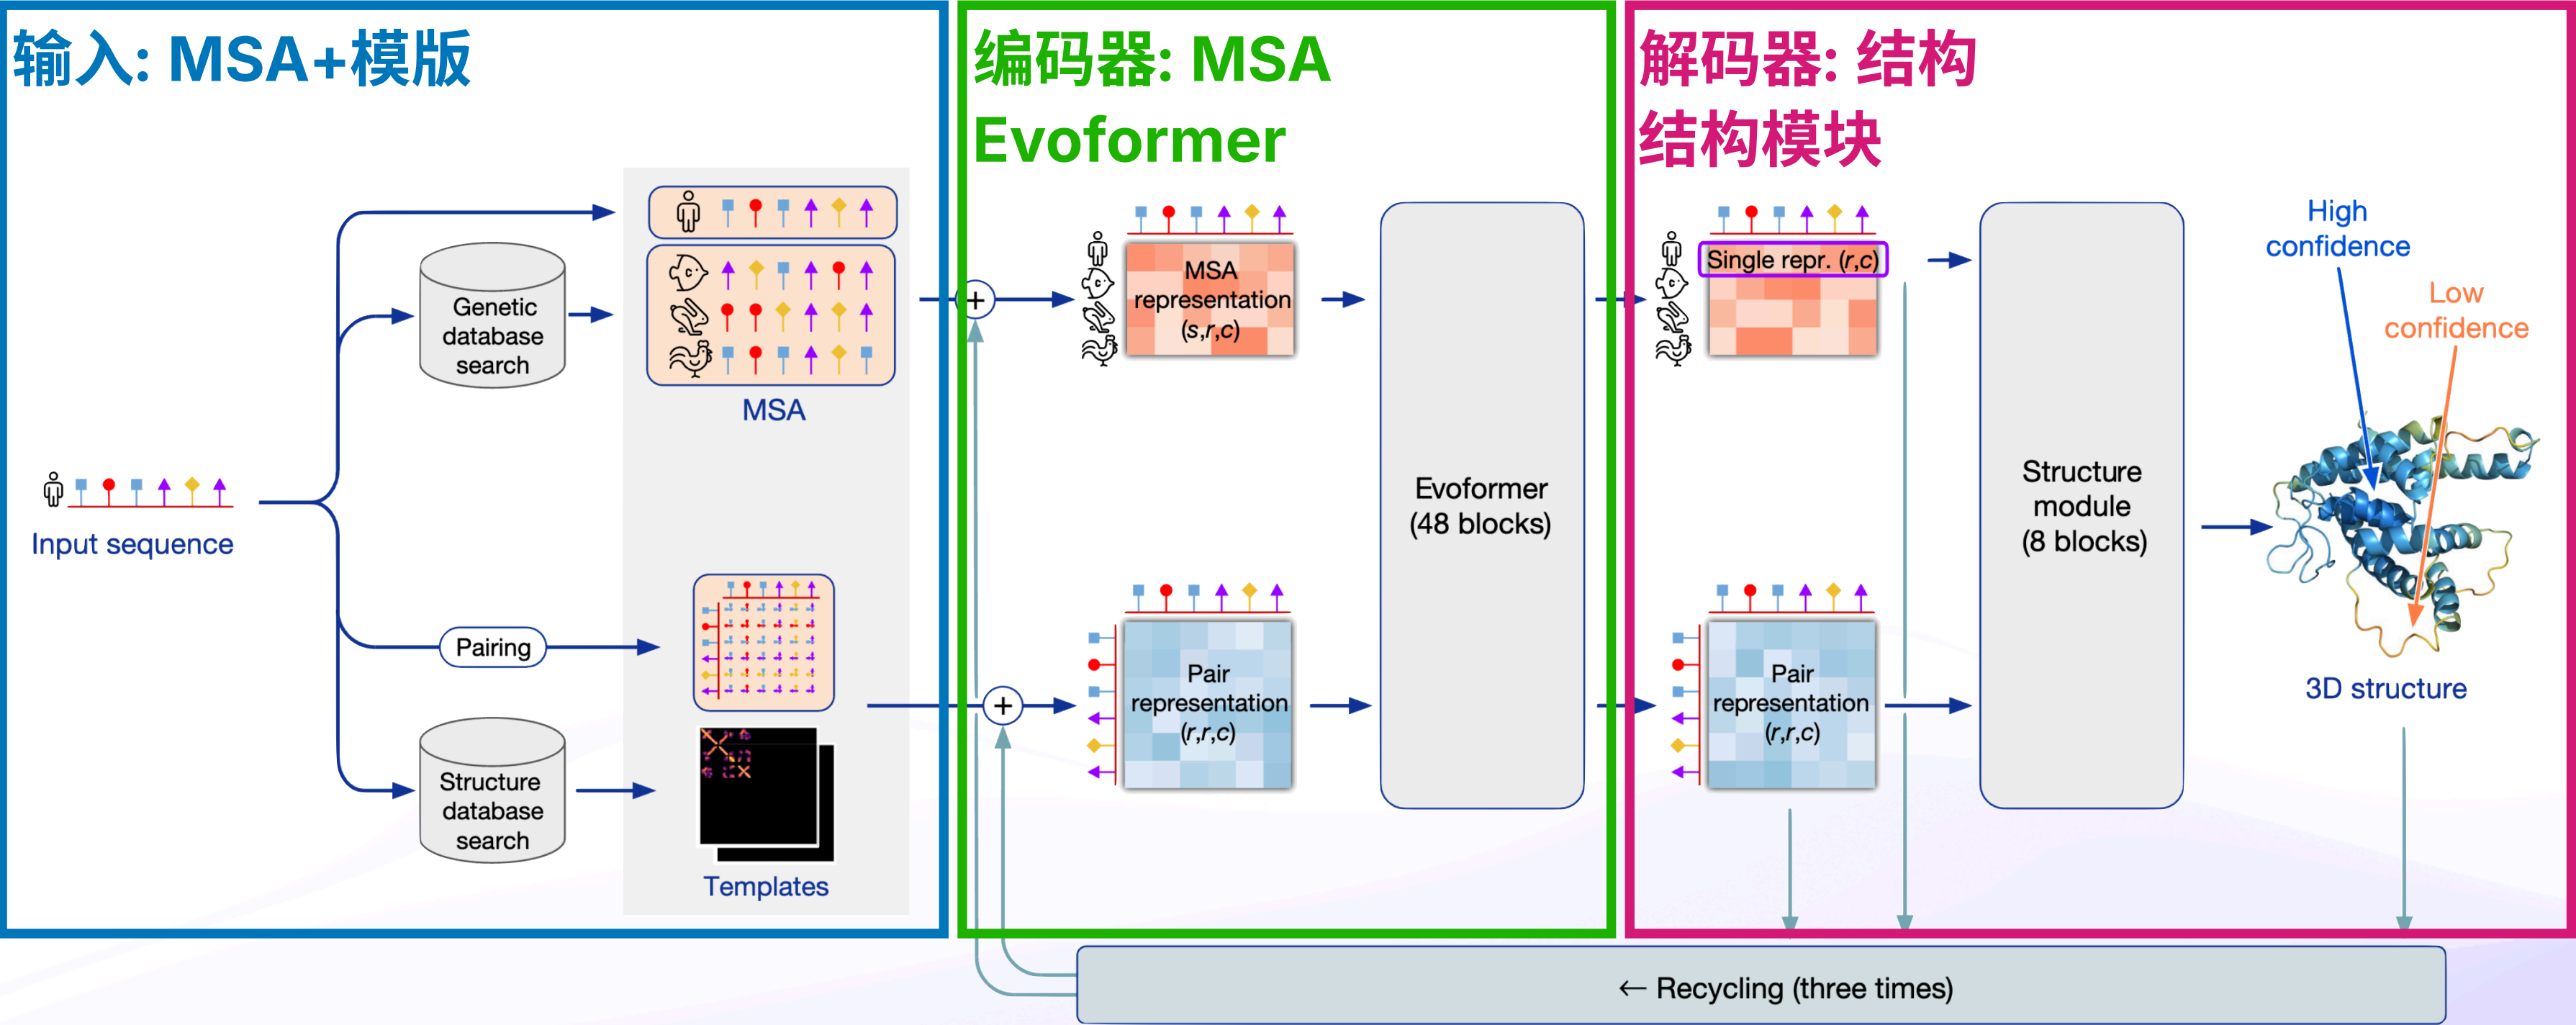 输入: MSA+模版
Input sequence
Genetic
database
search
MSA
Pairing
Structure
database
search
Templates
编码器: MSA
Evoformer
MSA
representation
(s,r,c)
Pair
representation
(r,r,c)
Evoformer
(48 blocks)
解码器: 结构
结构模块
Single repr. (r,c)
Pair
representation
(r,r,c)
Structure
module
(8 blocks)
High
confidence
Low
confidence
3D structure
← Recycling (three times)